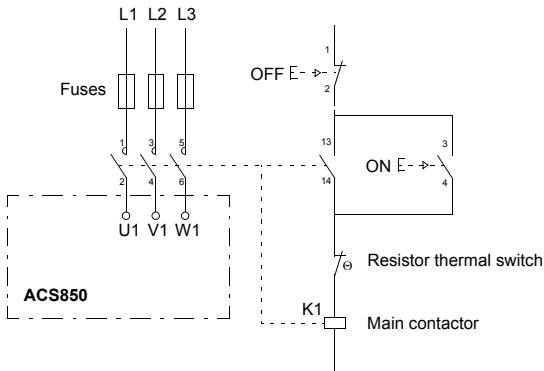 L1 L2 L3
1
OFF
2
Fuses
1 3 5
13
3
2 4 6
14
ON
4
U1 V1 W1
Θ
Resistor thermal switch
ACS850
K1
Main contactor